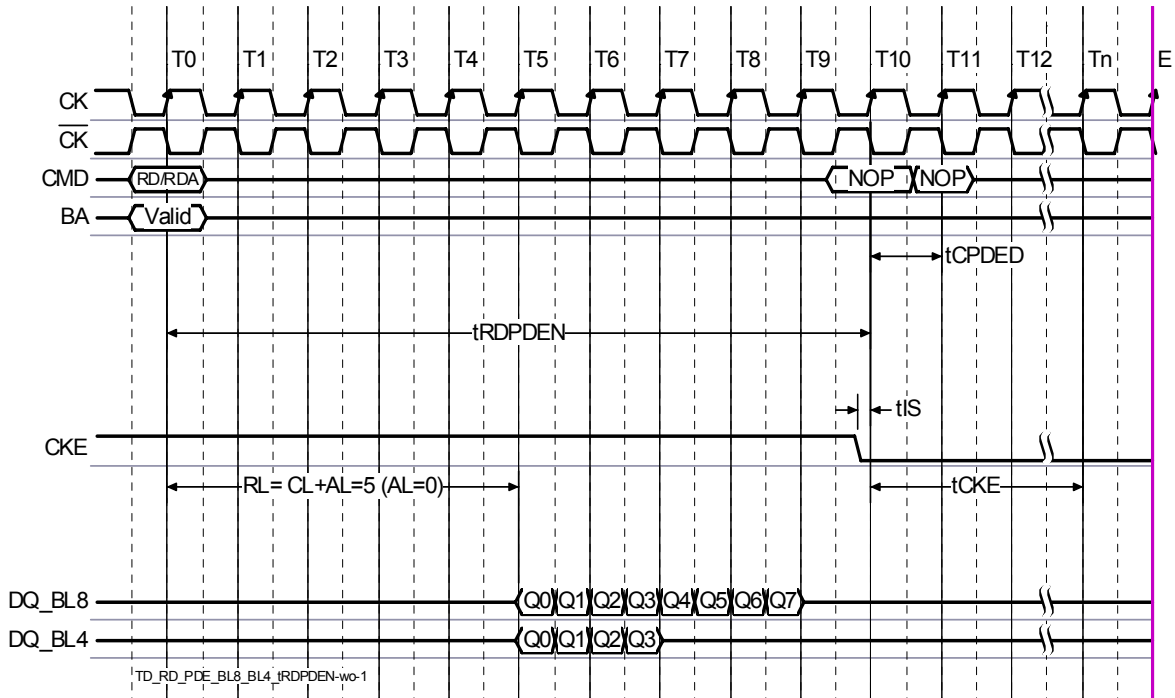 T0 T1 T2 T3 T4 T5 T6 T7 T8 T9 T10 T11 T12 Tn E
CK
CK
CMD RD/RDA NOP NOP
BA Valid
tCPDED
tRDPDEN
tIS
CKE
RL= CL+AL=5 (AL=0) tCKE
DQ_BL8 Q0 Q1 Q2 Q3 Q4 Q5 Q6 Q7
DQ_BL4 Q0 Q1 Q2 Q3
TD_RD_PDE_BL8_BL4_tRDPDEN-wo-1